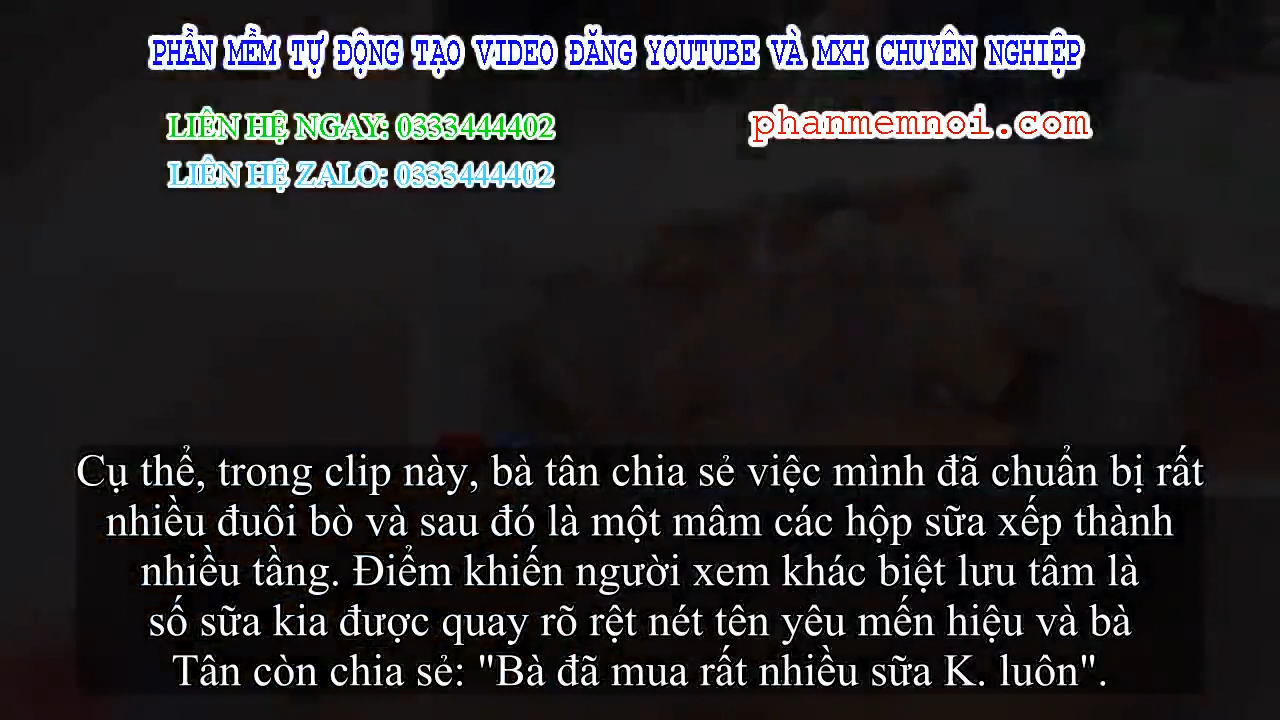 PHẦN MỀM TỰ ĐỘNG TẠO VIDEO ĐĂNG YOUTUBE VÀ MXH CHUYÊN NGHIỆP
LIÊN HỆ NGAY: 0333444402
phanmemnoi.com
LIÊN HỆ ZALO: 0333444402
Cụ thể, trong clip này, bà tân chia sẻ việc mình đã chuẩn bị rất
nhiều đuôi bò và sau đó là một mâm các hộp sữa xếp thành
nhiều tầng. Điểm khiến người xem khác biệt lưu tâm là
số sữa kia được quay rõ rệt nét tên yêu mến hiệu và bà
Tân còn chia sẻ: "Bà đã mua rất nhiều sữa K. luôn".